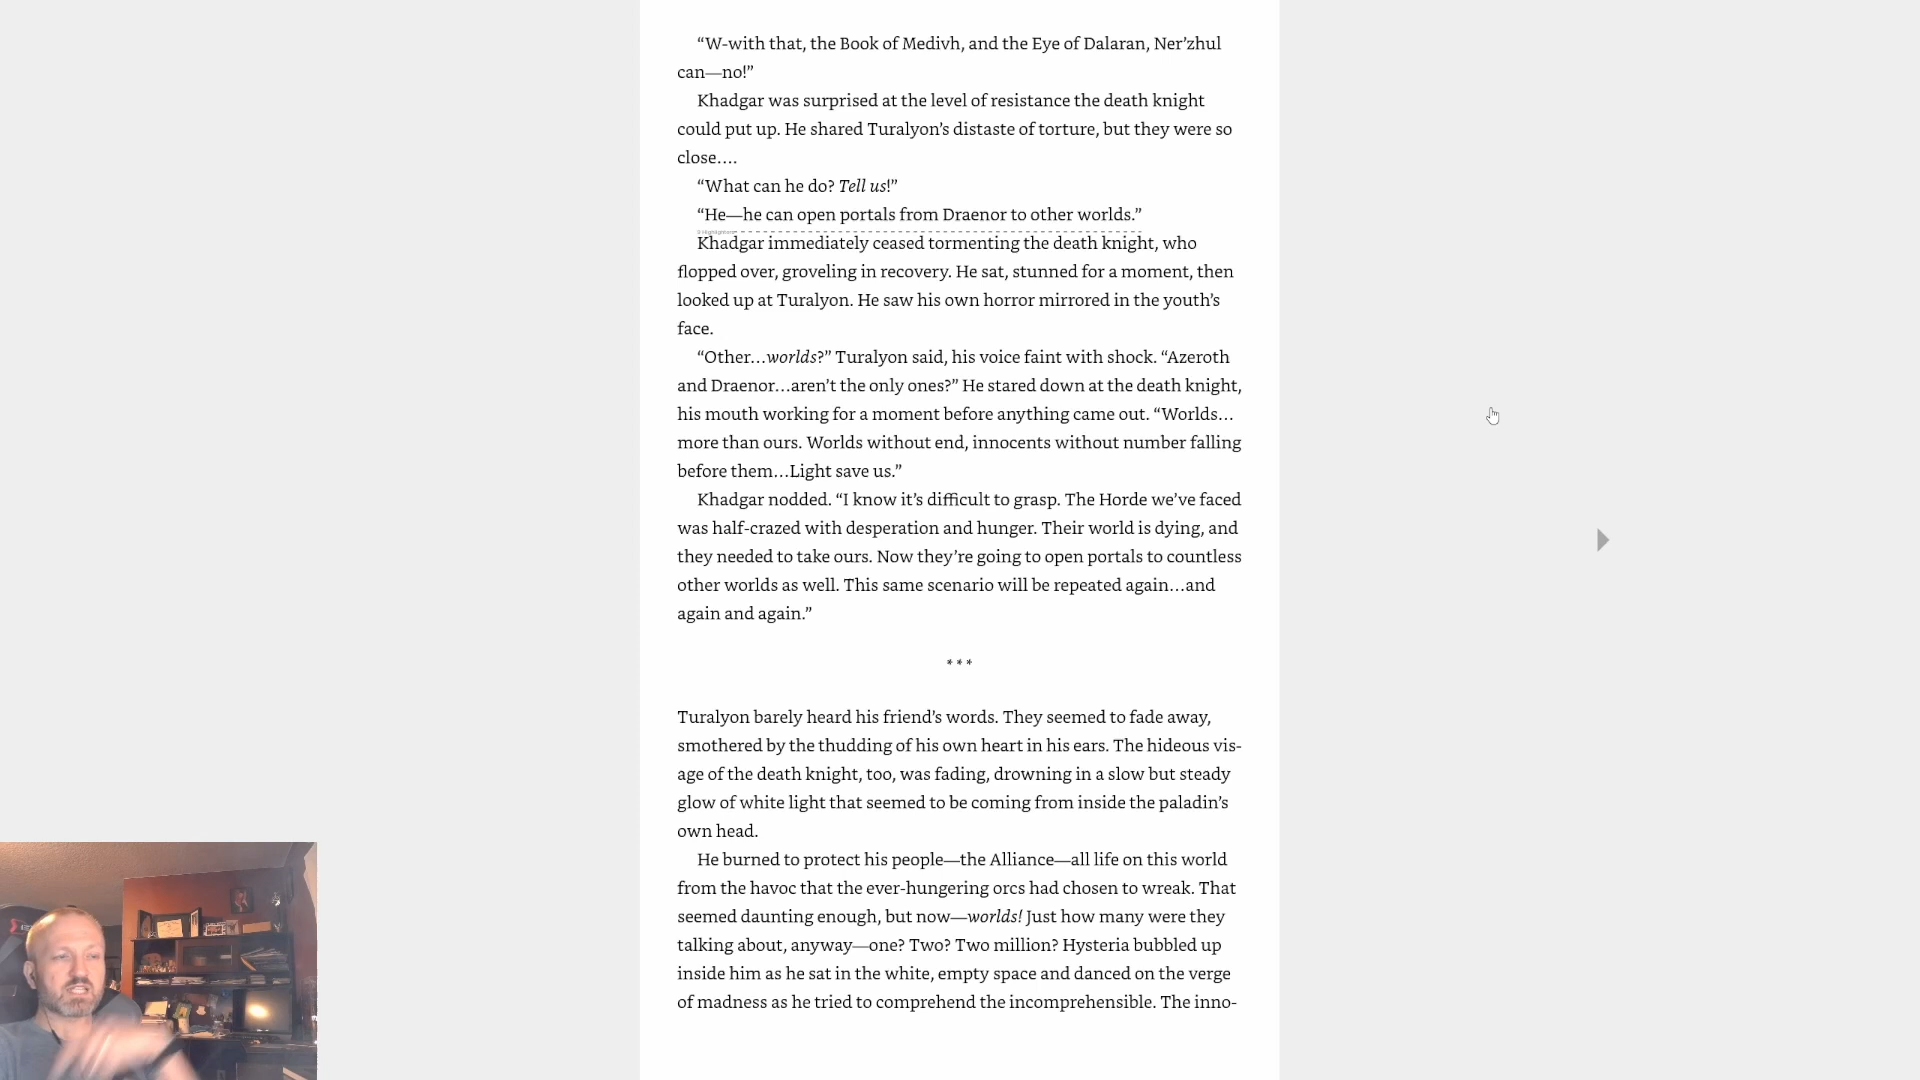 “W-with that, the Book of Medivh, and the Eye of Dalaran, Ner’zhul
can—no!”
Khadgar was surprised at the level of resistance the death knight
could put up. He shared Turalyon’s distaste of torture, but they were so
close….
“What can he do? Tell us!”
“He—he can open portals from Draenor to other worlds.”
Khadgar immediately ceased tormenting the death knight, who
flopped over, groveling in recovery. He sat, stunned for a moment, then
looked up at Turalyon. He saw his own horror mirrored in the youth’s
face.
“Other…worlds?” Turalyon said, his voice faint with shock. “Azeroth
and Draenor…aren’t the only ones?” He stared down at the death knight,
his mouth working for a moment before anything came out. “Worlds…
more than ours. Worlds without end, innocents without number falling
before them…Light save us.”
Khadgar nodded. “I know it’s difficult to grasp. The Horde we’ve faced
was half-crazed with desperation and hunger. Their world is dying, and
they needed to take ours. Now they’re going to open portals to countless
other worlds as well. This same scenario will be repeated again…and
again and again.”
* * *
Turalyon barely heard his friend’s words. They seemed to fade away,
smothered by the thudding of his own heart in his ears. The hideous vis-
age of the death knight, too, was fading, drowning in a slow but steady
glow of white light that seemed to be coming from inside the paladin’s
own head.
He burned to protect his people—the Alliance—all life on this world
from the havoc that the ever-hungering orcs had chosen to wreak. That
seemed daunting enough, but now—worlds! Just how many were they
talking about, anyway—one? Two? Two million? Hysteria bubbled up
inside him as he sat in the white, empty space and danced on the verge
of madness as he tried to comprehend the incomprehensible. The inno-